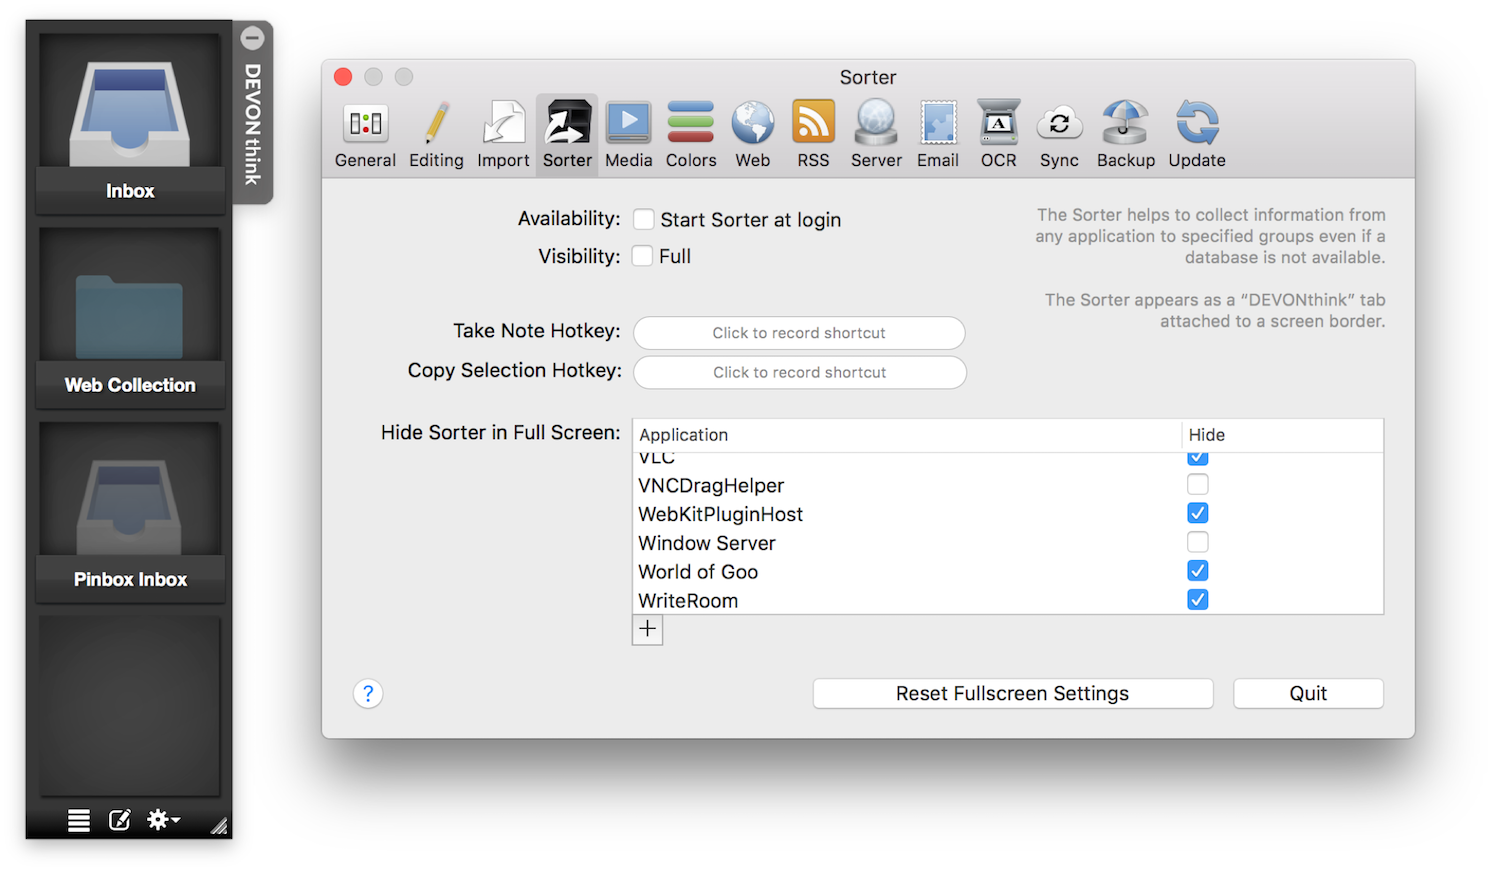 DEVONthink
Inbox
Web Collection
Pinbox Inbox
Sorter
General Editing Import Sorter Media Colors Web RSS Server Email OCR Sync Backup Update
Availability: Start Sorter at login
Visibility: Full
The Sorter helps to collect information from
any application to specified groups even if a
database is not available.
The Sorter appears as a “DEVONthink” tab
attached to a screen border.
Take Note Hotkey: Click to record shortcut
Copy Selection Hotkey: Click to record shortcut
Hide Sorter in Full Screen: Application Hide
VLC
VNCDragHelper
WebKitPluginHost
Window Server
World of Goo
WriteRoom
+
? Reset Fullscreen Settings Quit